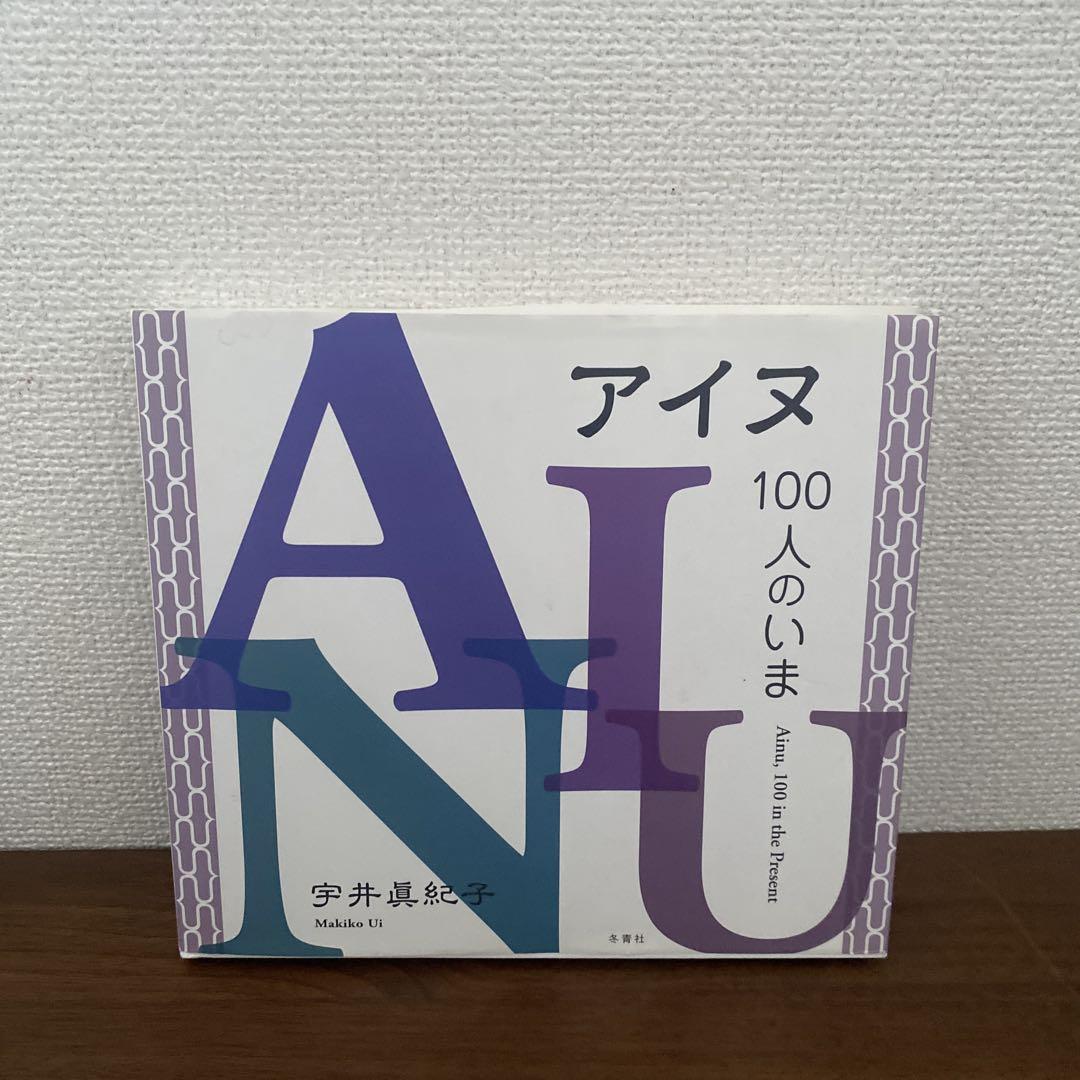 AINU
アイヌ
100人のいま
Ainu, 100 in the Present
宇井眞紀子
Makiko Ui
冬青社